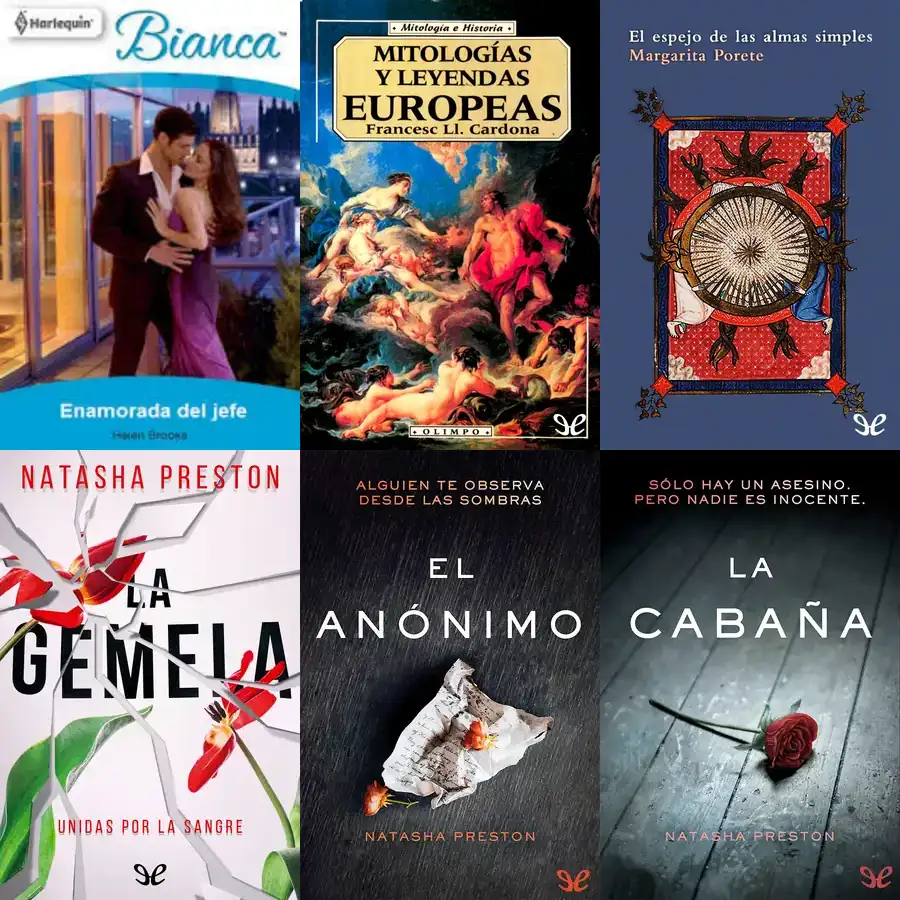 Harlequin
Bianca
Enamorada del jefe
Helen Brooks
Mitología e Historia
MITOLOGÍAS
Y LEYENDAS
EUROPEAS
Francesc Ll. Cardona
OLIMPO
El espejo de las almas simples
Margarita Porete
NATASHA PRESTON
LA
GEMELA
UNIDAS POR LA SANGRE
ALGUIEN TE OBSERVA
DESDE LAS SOMBRAS
EL
ANÓNIMO
NATASHA PRESTON
SÓLO HAY UN ASESINO.
PERO NADIE ES INOCENTE.
LA
CABAÑA
NATASHA PRESTON